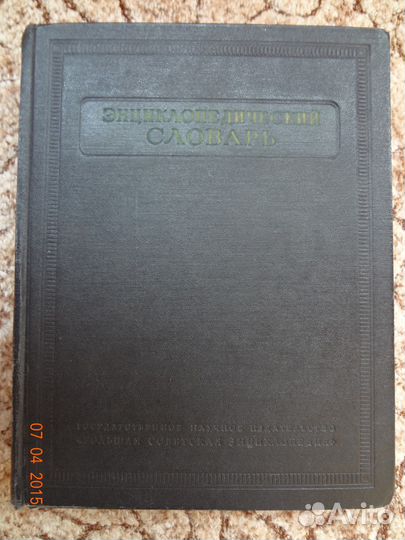 ЭНЦИКЛОПЕДИЧЕСКИЙ
СЛОВАРЬ
ГОСУДАРСТВЕННОЕ НАУЧНОЕ ИЗДАТЕЛЬСТВО
«БОЛЬШАЯ СОВЕТСКАЯ ЭНЦИКЛОПЕДИЯ»
07 04 2015
Avito